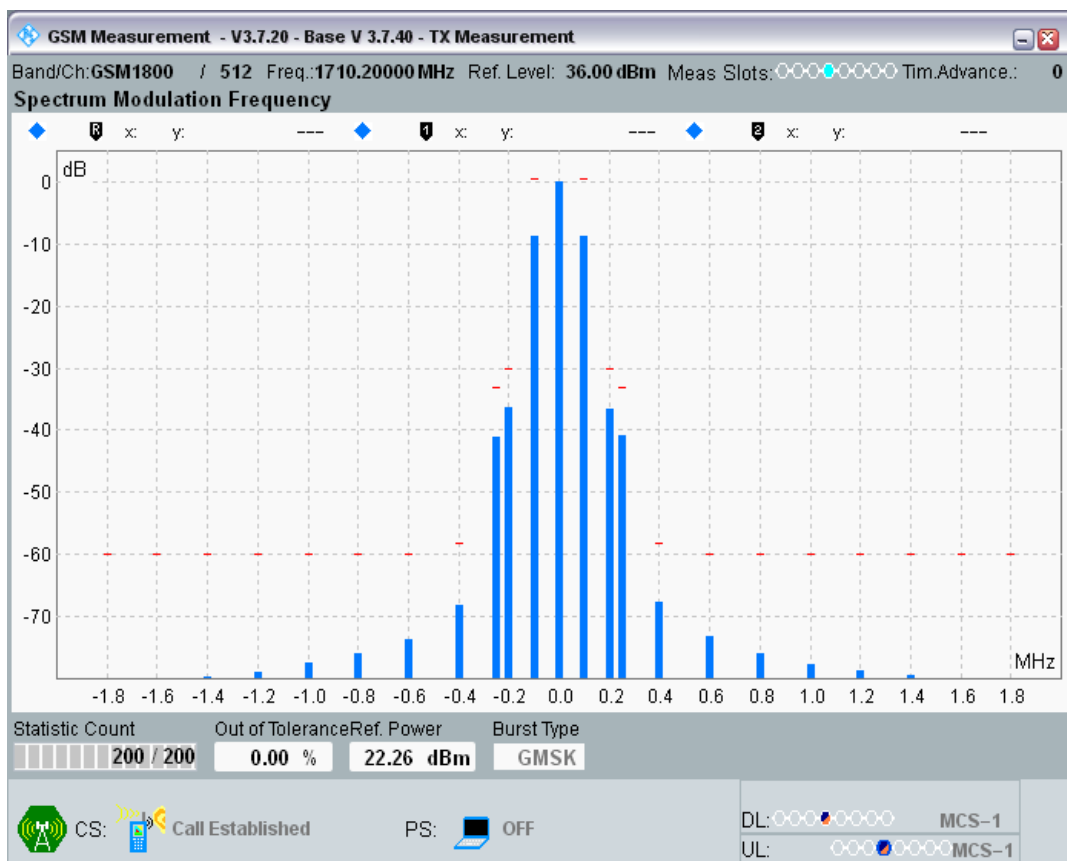 GSM Measurement - V3.7.20 - Base V 3.7.40 - TX Measurement
Band/Ch:GSM1800 / 512 Freq.:1710.20000 MHz Ref. Level: 36.00 dBm Meas Slots: Tim.Advance.: 0
Spectrum Modulation Frequency
R x: y: --- 1 x: y: --- 2 x: y: ---
dB
0
-10
-20
-30
-40
-50
-60
-70
MHz
-1.8 -1.6 -1.4 -1.2 -1.0 -0.8 -0.6 -0.4 -0.2 0.0 0.2 0.4 0.6 0.8 1.0 1.2 1.4 1.6 1.8
Statistic Count Out of Tolerance Ref. Power Burst Type
200 / 200 0.00 % 22.26 dBm GMSK
CS: Call Established PS: OFF DL: MCS-1
UL: MCS-1